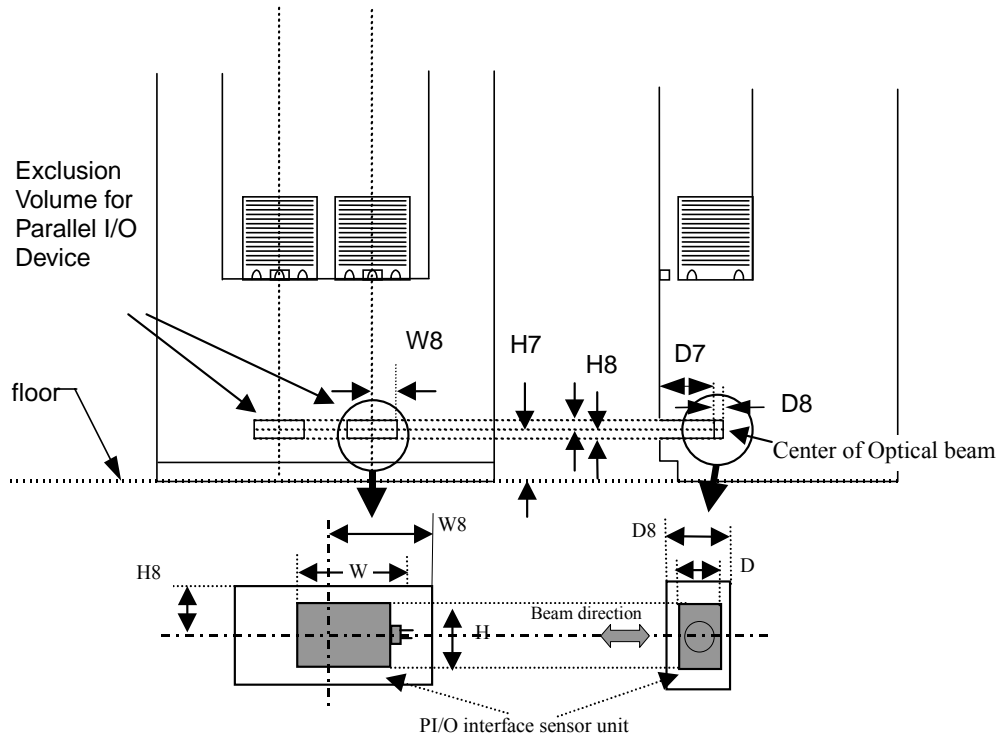 Exclusion
Volume for
Parallel I/O
Device
W8
H7
H8
D7
D8
floor
Center of Optical beam
W8
D8
H8
W
D
Beam direction
H
PI/O interface sensor unit